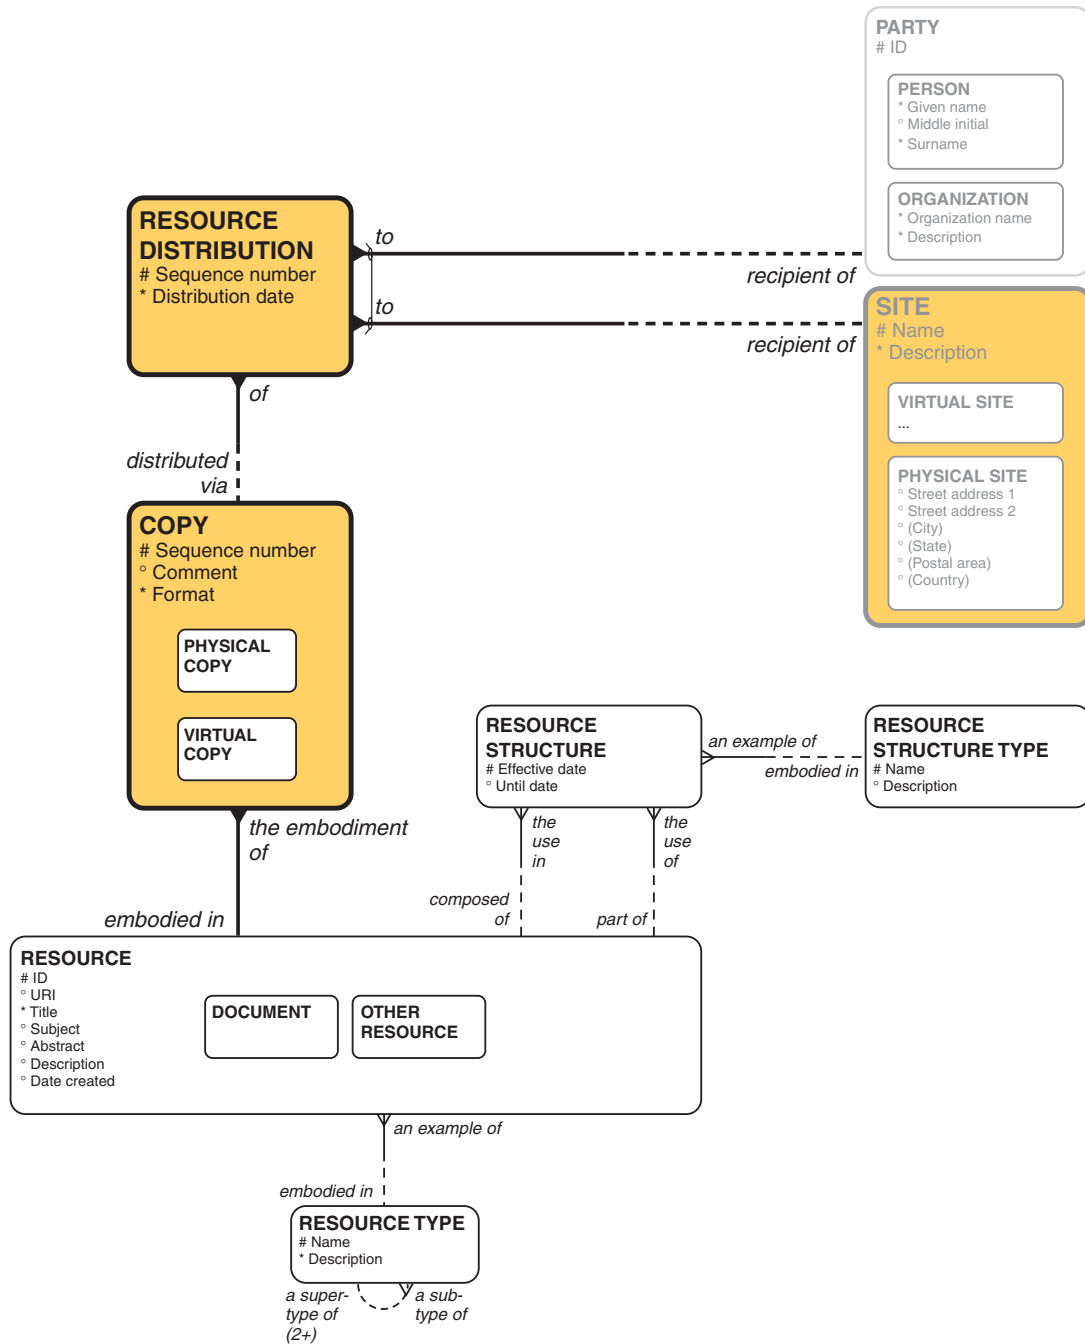 PARTY
# ID
PERSON
* Given name
° Middle initial
* Surname
ORGANIZATION
* Organization name
* Description
RESOURCE
DISTRIBUTION
# Sequence number
* Distribution date
to
recipient of
to
recipient of
SITE
# Name
* Description
VIRTUAL SITE
...
PHYSICAL SITE
° Street address 1
° Street address 2
° (City)
° (State)
° (Postal area)
° (Country)
of
distributed
via
COPY
# Sequence number
° Comment
* Format
PHYSICAL
COPY
VIRTUAL
COPY
the embodiment
of
embodied in
RESOURCE
STRUCTURE
# Effective date
° Until date
an example of
embodied in
RESOURCE
STRUCTURE TYPE
# Name
° Description
the
use
in
the
use
of
composed
of
part of
RESOURCE
# ID
° URI
* Title
° Subject
° Abstract
° Description
° Date created
DOCUMENT
OTHER
RESOURCE
an example of
embodied in
RESOURCE TYPE
# Name
* Description
a super-
type of
(2+)
a sub-
type of